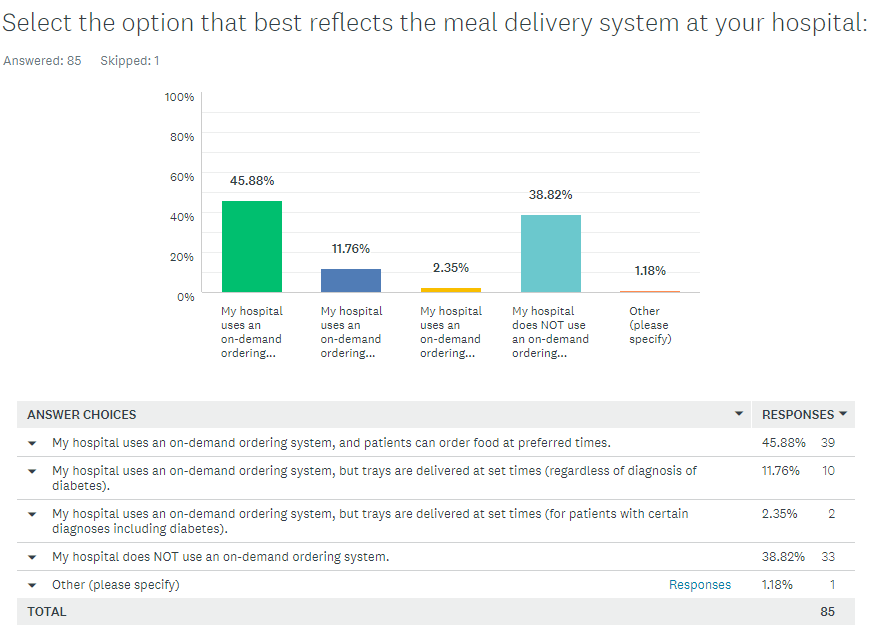 Select the option that best reflects the meal delivery system at your hospital:
Answered: 85 Skipped: 1
100%
80%
60%
40%
20%
0%
45.88%
11.76%
2.35%
38.82%
1.18%
My hospital
uses an
on-demand
ordering...
My hospital
uses an
on-demand
ordering...
My hospital
uses an
on-demand
ordering...
My hospital
does NOT use
an on-demand
ordering...
Other
(please
specify)
ANSWER CHOICES RESPONSES
My hospital uses an on-demand ordering system, and patients can order food at preferred times. 45.88% 39
My hospital uses an on-demand ordering system, but trays are delivered at set times (regardless of diagnosis of 11.76% 10
diabetes).
My hospital uses an on-demand ordering system, but trays are delivered at set times (for patients with certain 2.35% 2
diagnoses including diabetes).
My hospital does NOT use an on-demand ordering system. 38.82% 33
Other (please specify) Responses 1.18% 1
TOTAL 85